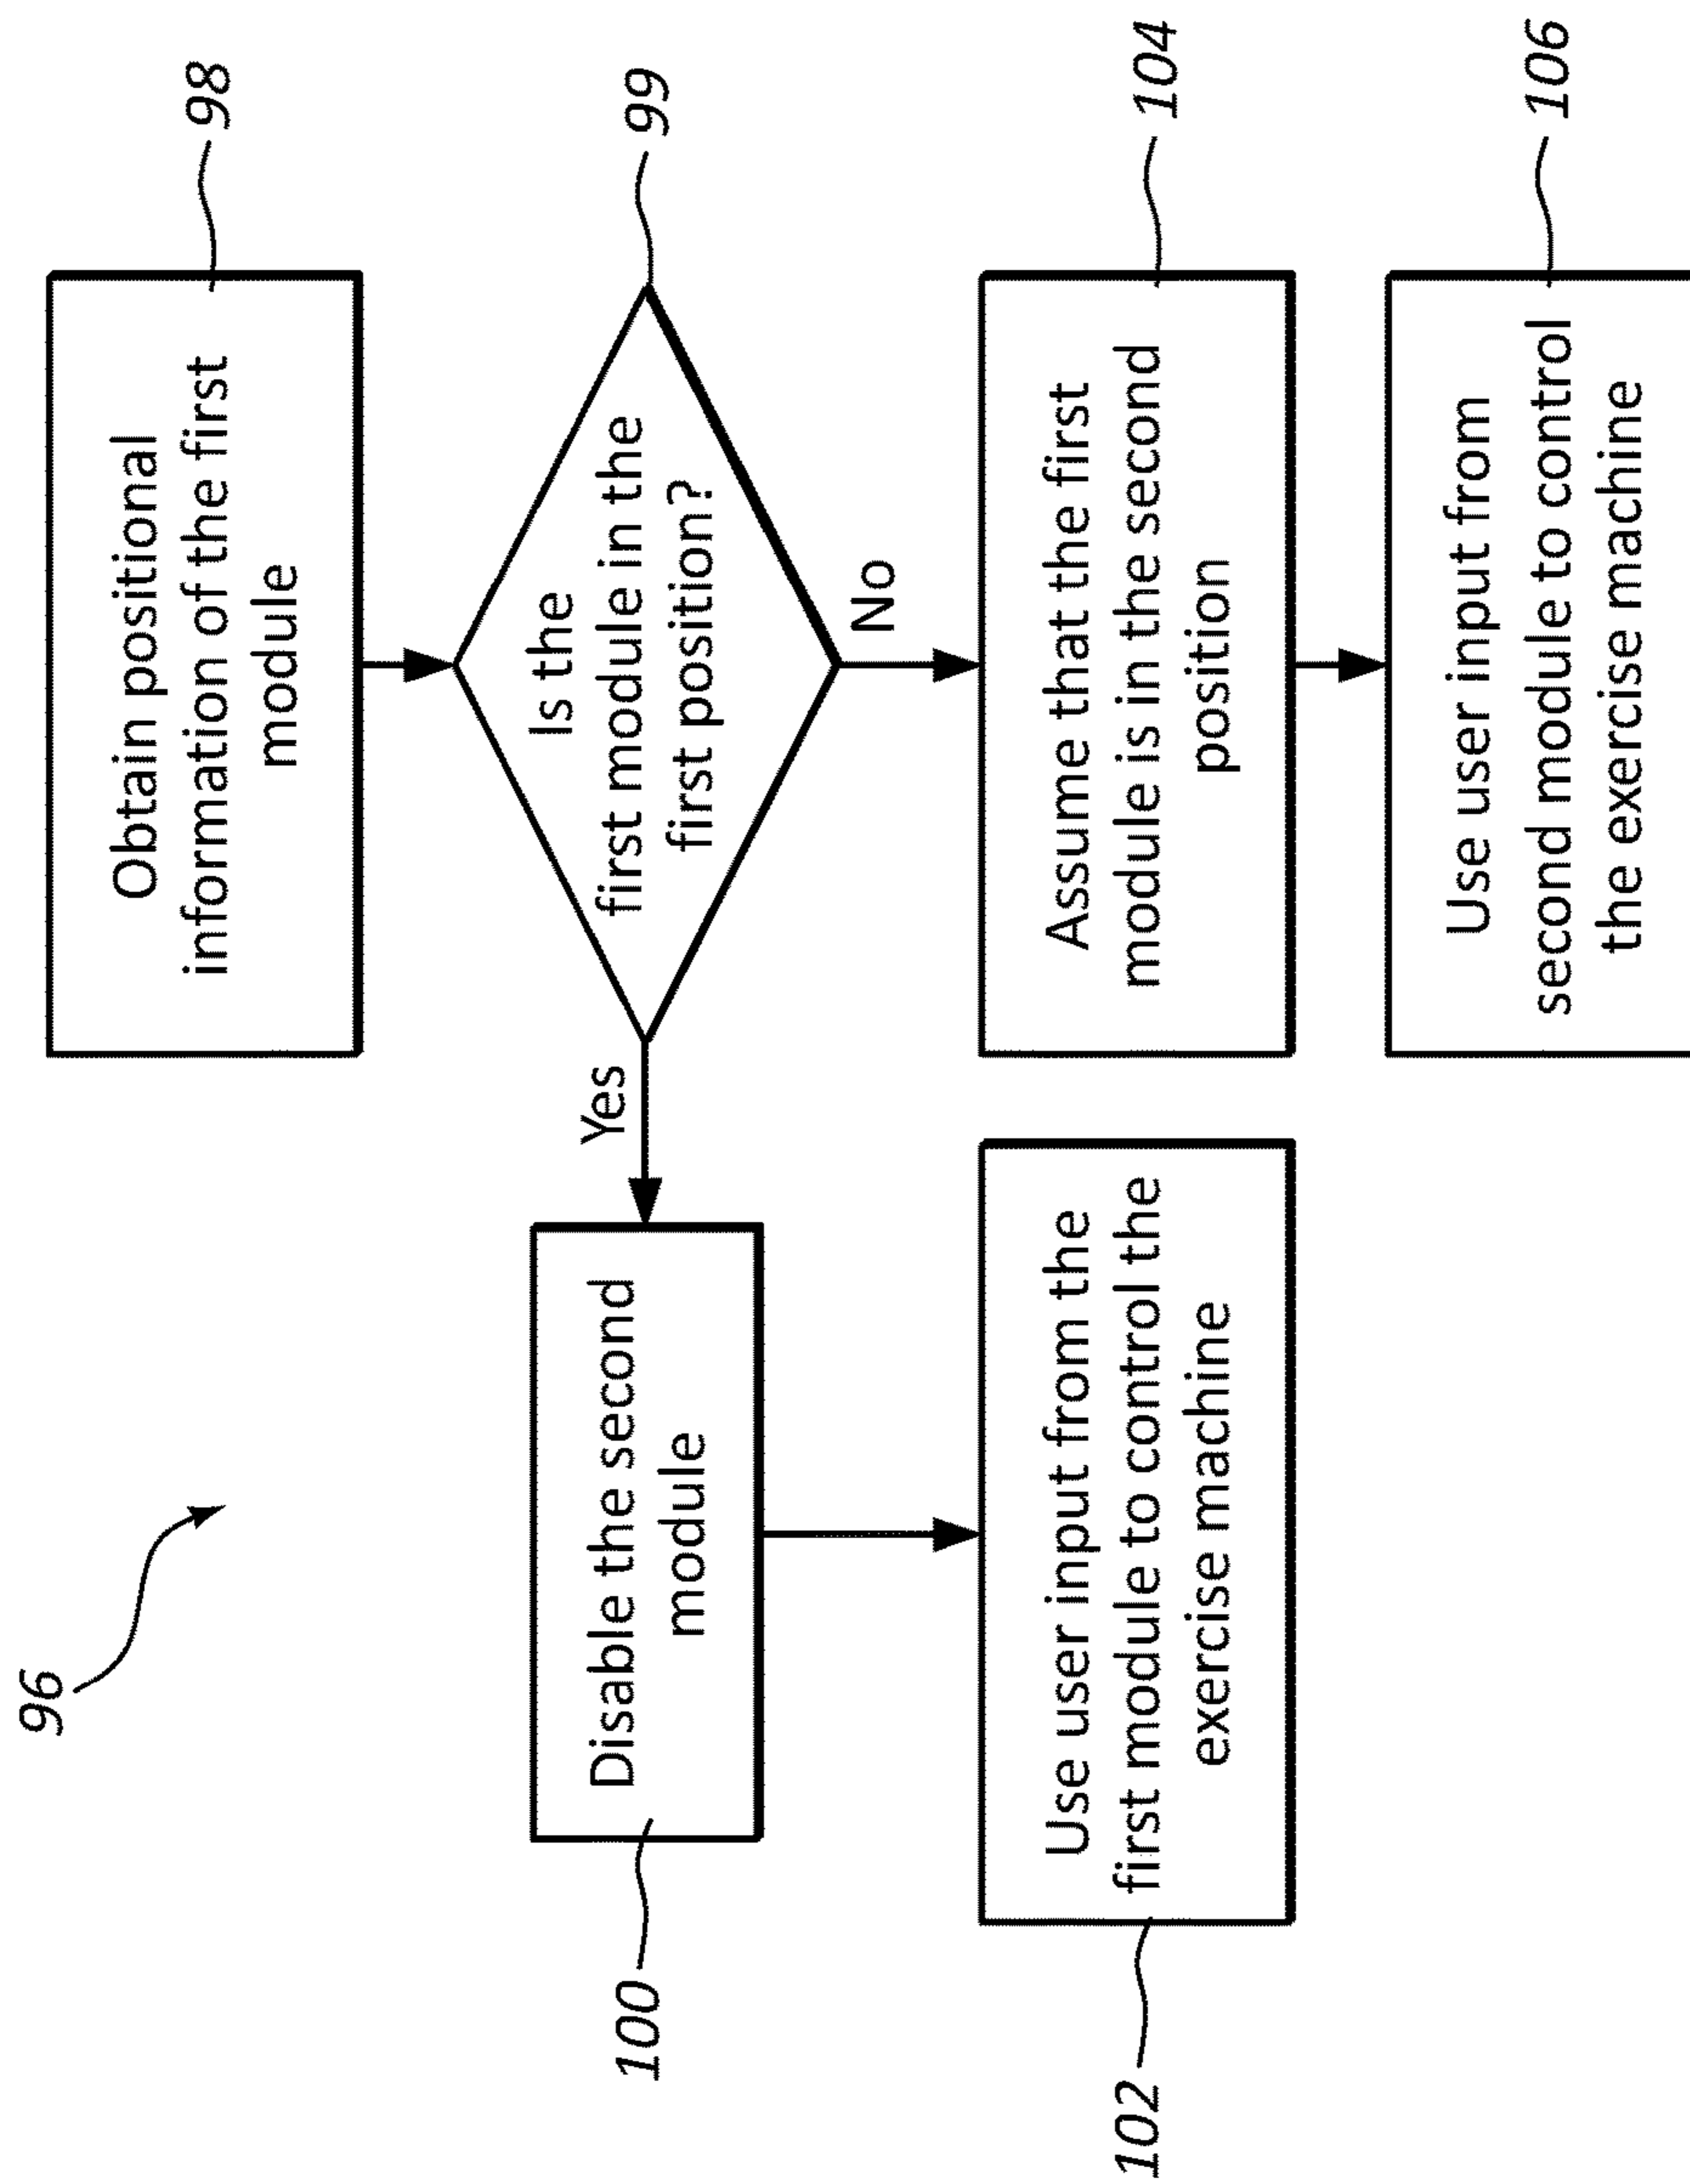 96
Obtain positional
information of the first
module
98
Is the
first module in the
first position?
99
Yes
No
Disable the second
module
100
Use user input from the
first module to control the
exercise machine
102
Assume that the first
module is in the second
position
104
Use user input from
second module to control
the exercise machine
106